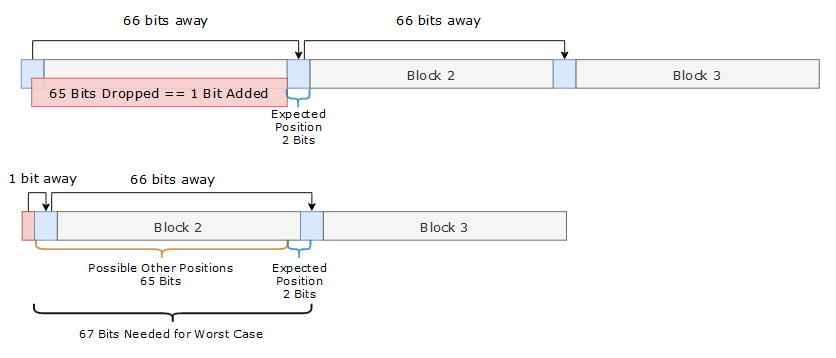 66 bits away
66 bits away
Block 2
Block 3
65 Bits Dropped == 1 Bit Added
Expected
Position
2 Bits
1 bit away
66 bits away
Block 2
Block 3
Possible Other Positions
65 Bits
Expected
Position
2 Bits
67 Bits Needed for Worst Case